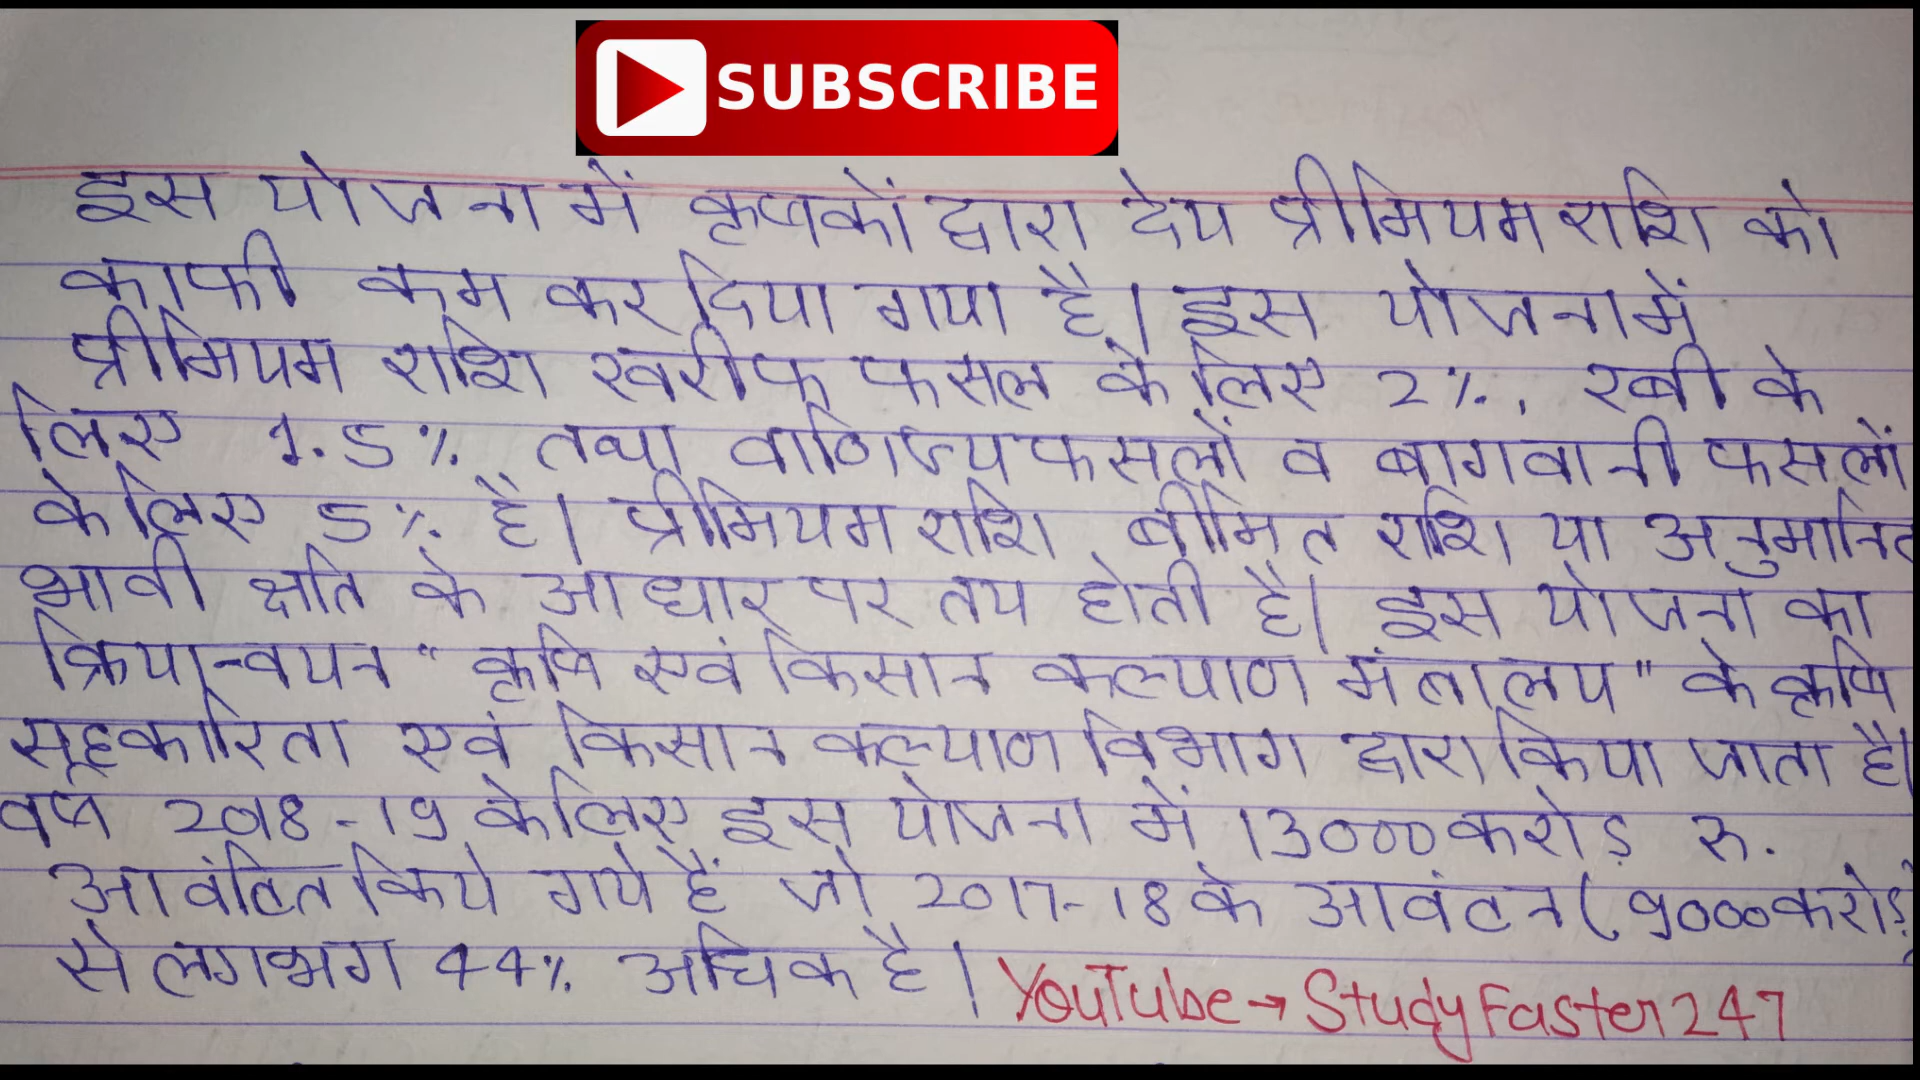 SUBSCRIBE
इस योजना में कृषकों द्वारा देय प्रीमियम राशि को
काफी कम कर दिया गया है। इस योजना में
प्रीमियम राशि खरीफ फसल के लिए 2%, रबी के
लिए 1.5% तथा वाणिज्य फसलों व बागवानी फसलों
के लिए 5% है। प्रीमियम राशि, बीमित राशि या अनुमानित
भावी क्षति के आधार पर तय होती है। इस योजना का
क्रियान्वयन "कृषि एवं किसान कल्याण मंत्रालय" के कृषि
सहकारिता एवं किसान कल्याण विभाग द्वारा किया जाता है।
वर्ष 2018-19 के लिए इस योजना में 13000 करोड़ रु.
आवंटित किये गये हैं जो 2017-18 के आवंटन (9000 करोड़)
से लगभग 44% अधिक है।
YouTube → StudyFaster247